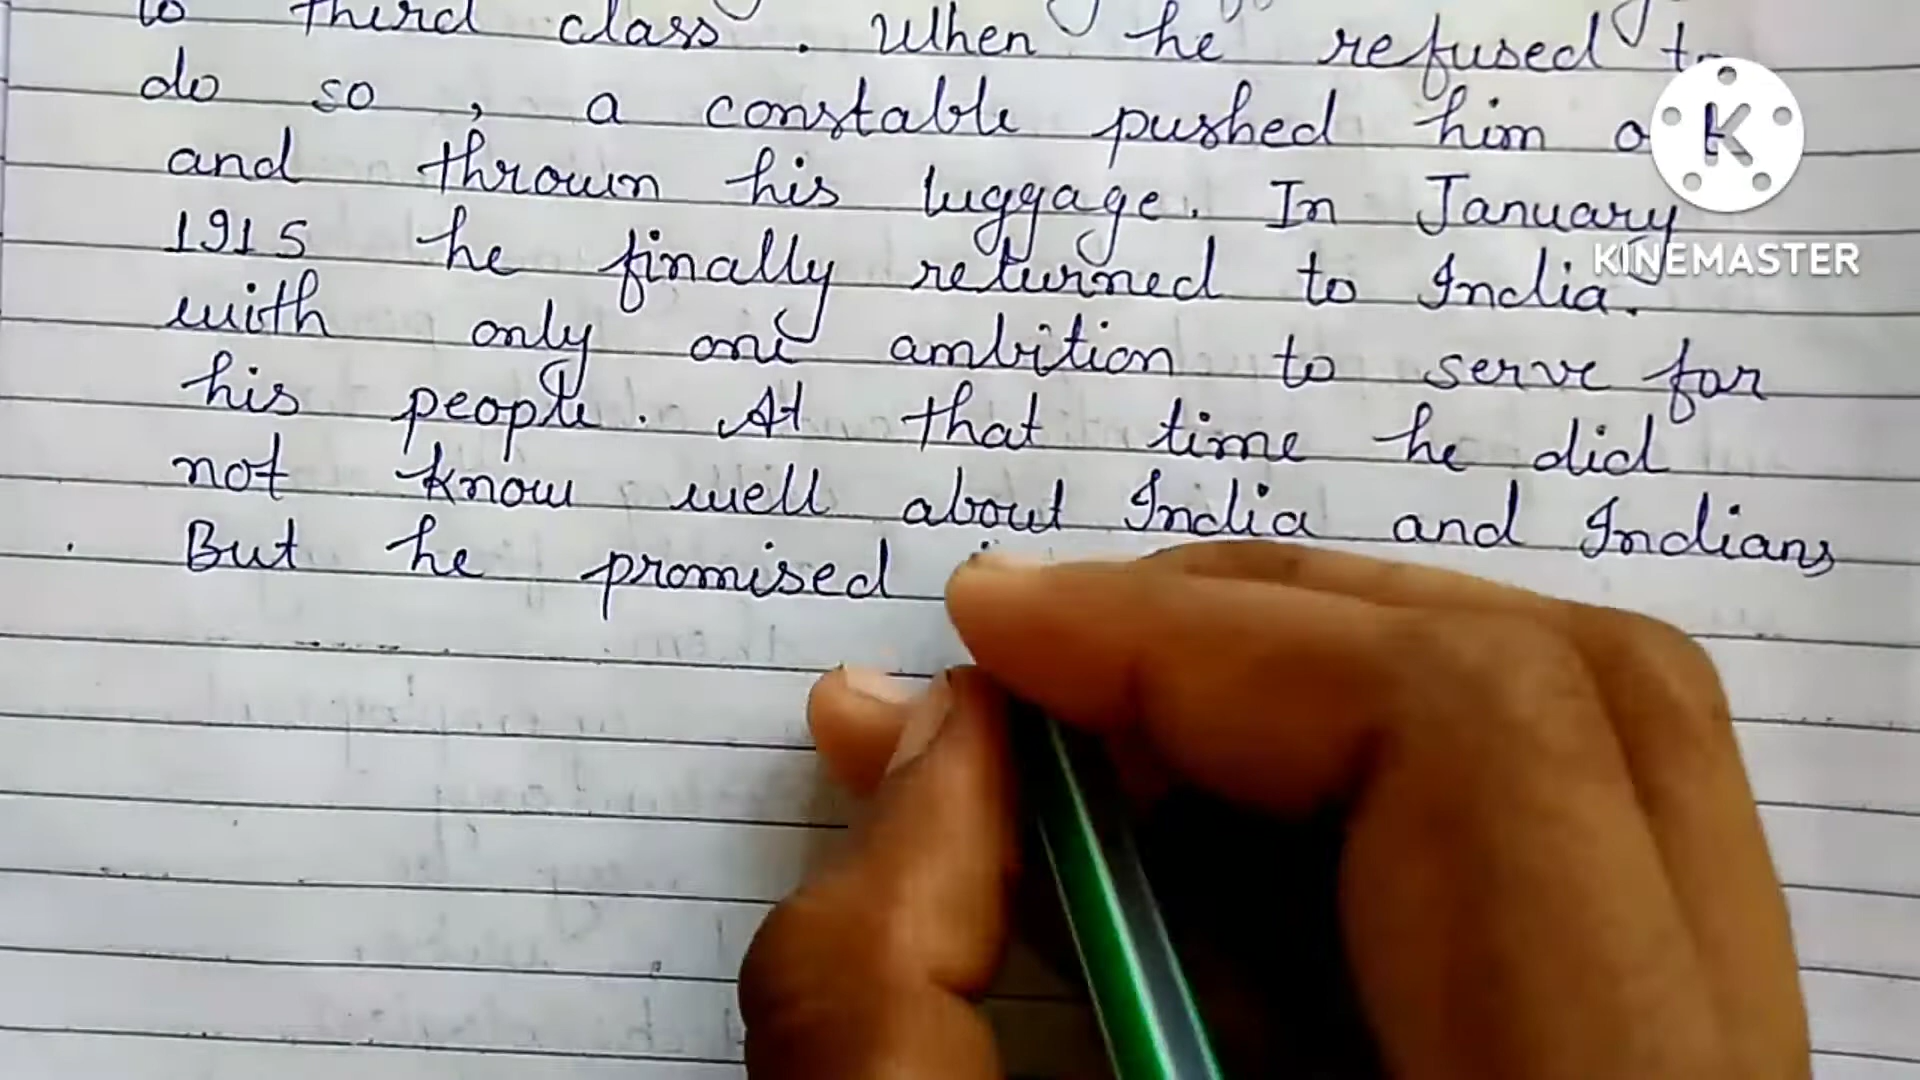 to third class. When he refused to
do so, a constable pushed him
and thrown his luggage. In January
1915 he finally returned to India.
with only one ambition to serve for
his people. At that time he did
not know well about India and Indians
But he promised
KINEMASTER